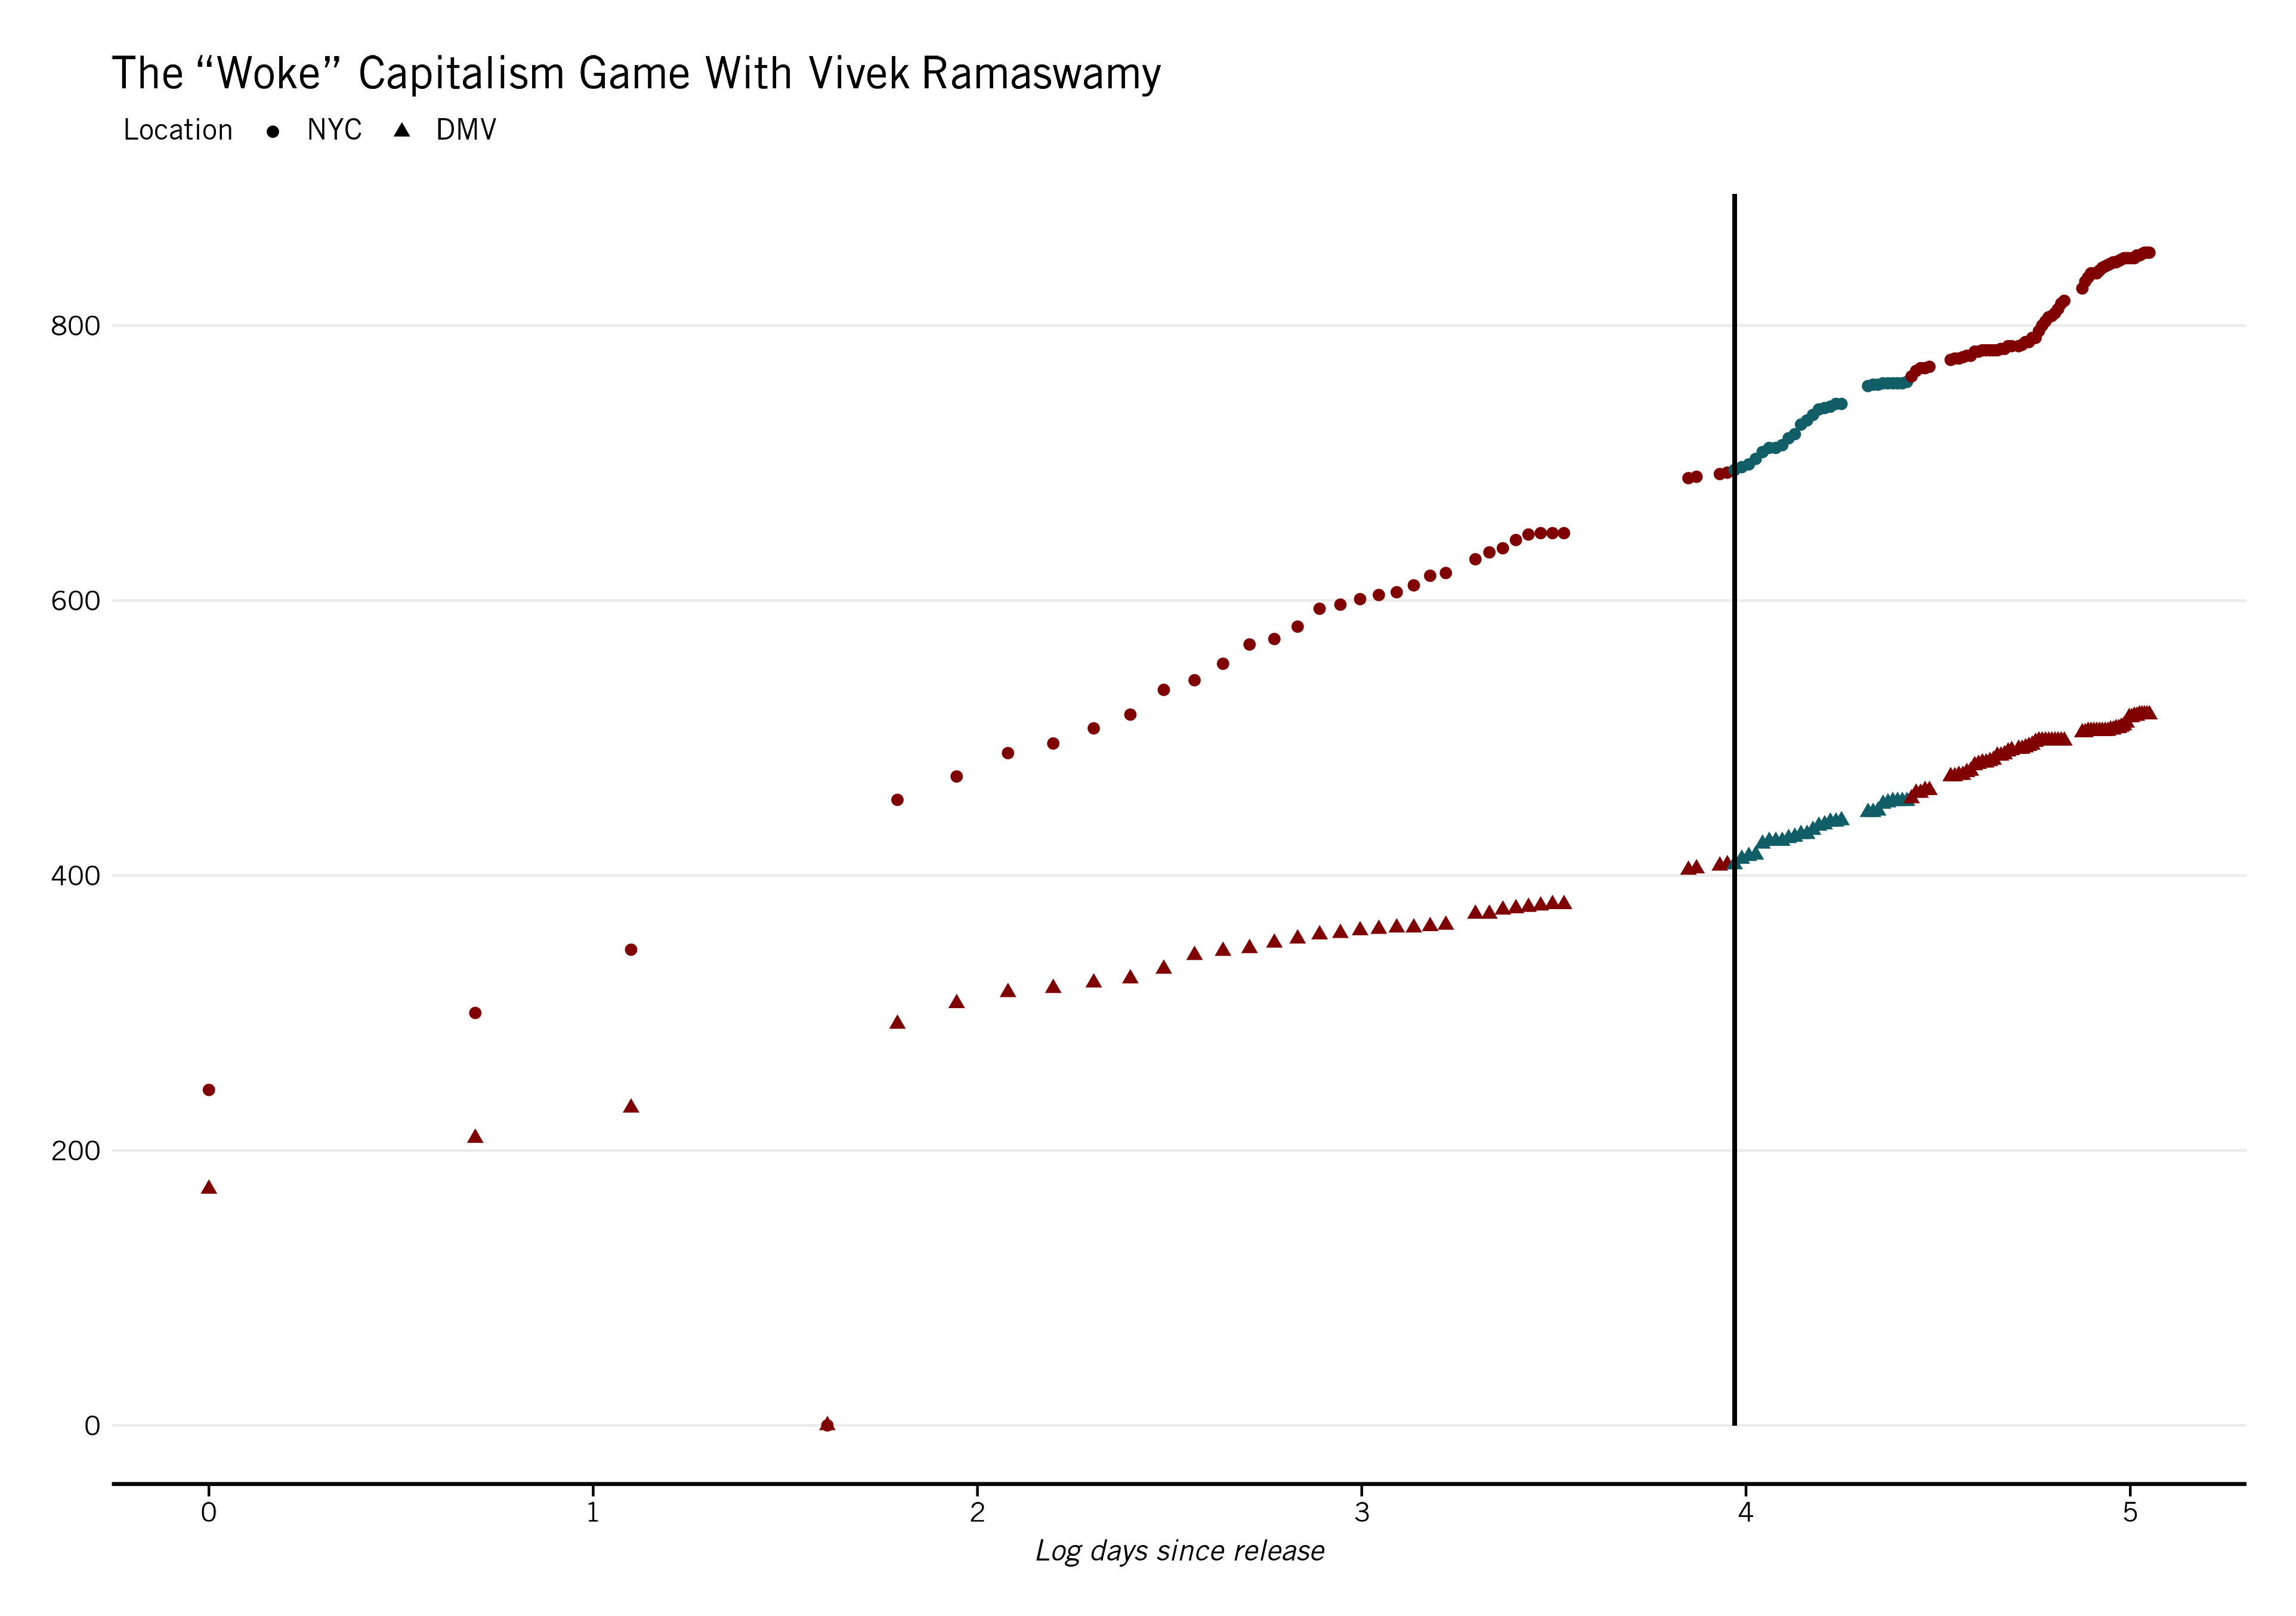 The “Woke” Capitalism Game With Vivek Ramaswamy
Location NYC DMV
800
600
400
200
0
0 1 2 3 4 5
Log days since release